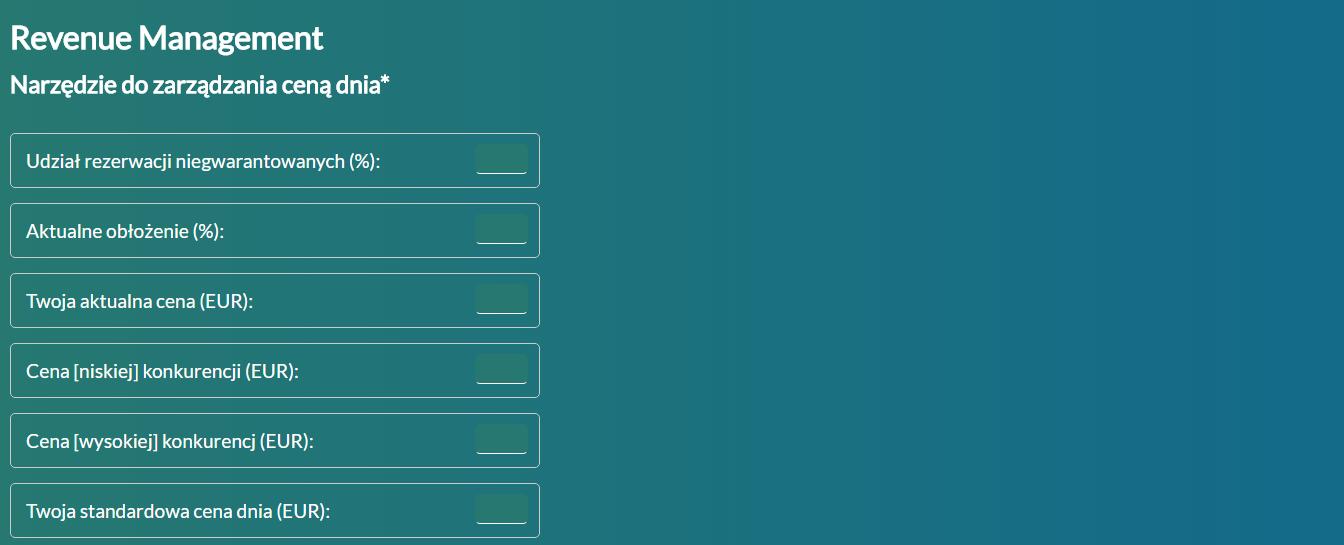 Revenue Management
Narzędzie do zarządzania ceną dnia*
Udział rezerwacji niegwarantowanych (%):
Aktualne obłożenie (%):
Twoja aktualna cena (EUR):
Cena [niskiej] konkurencji (EUR):
Cena [wysokiej] konkurencj (EUR):
Twoja standardowa cena dnia (EUR):